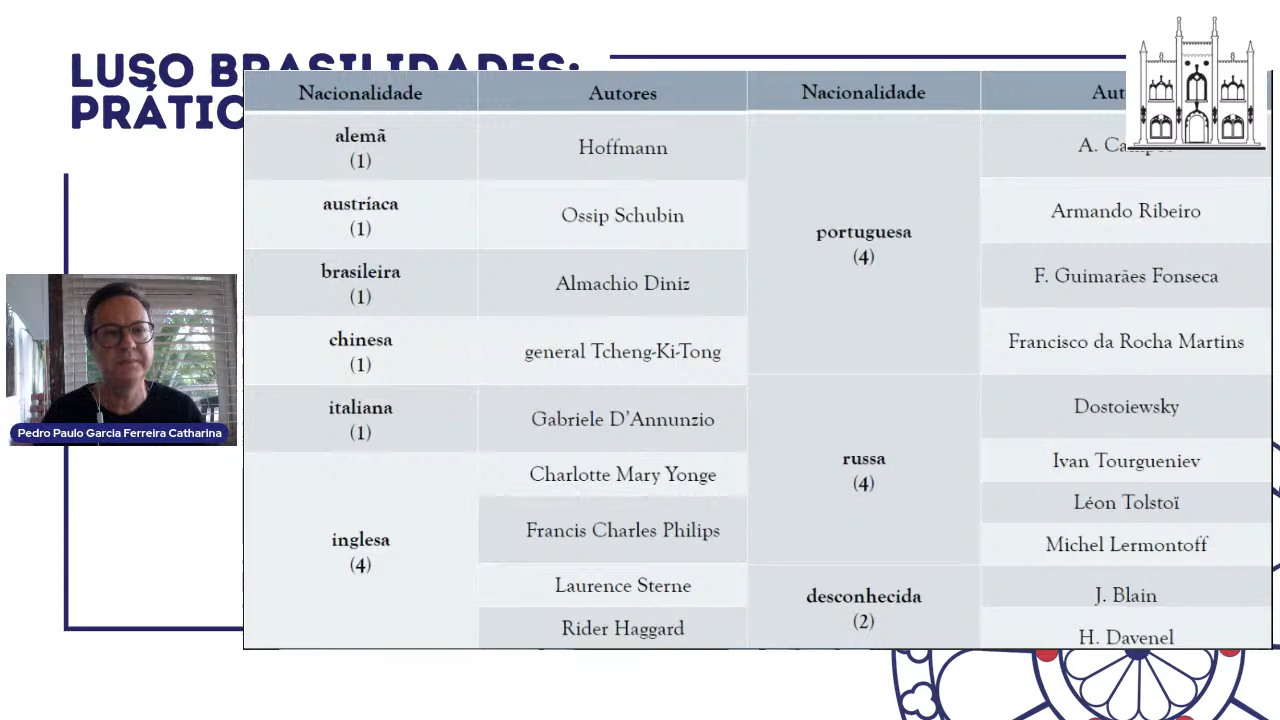 LUSO BRASILIDADES:
PRÁTIC
Nacionalidade
Autores
Nacionalidade
alemã
(1)
Hoffmann
austríaca
(1)
Ossip Schubin
brasileira
(1)
Almachio Diniz
chinesa
(1)
general Tcheng-Ki-Tong
italiana
(1)
Gabriele D'Annunzio
inglesa
(4)
Charlotte Mary Yonge
Francis Charles Philips
Laurence Sterne
Rider Haggard
portuguesa
(4)
A.
Armando Ribeiro
F. Guimarães Fonseca
Francisco da Rocha Martins
russa
(4)
Dostoiewsky
Ivan Tourgueniev
Léon Tolstoï
Michel Lermontoff
desconhecida
(2)
J. Blain
H. Davenel
Pedro Paulo Garcia Ferreira Catharina